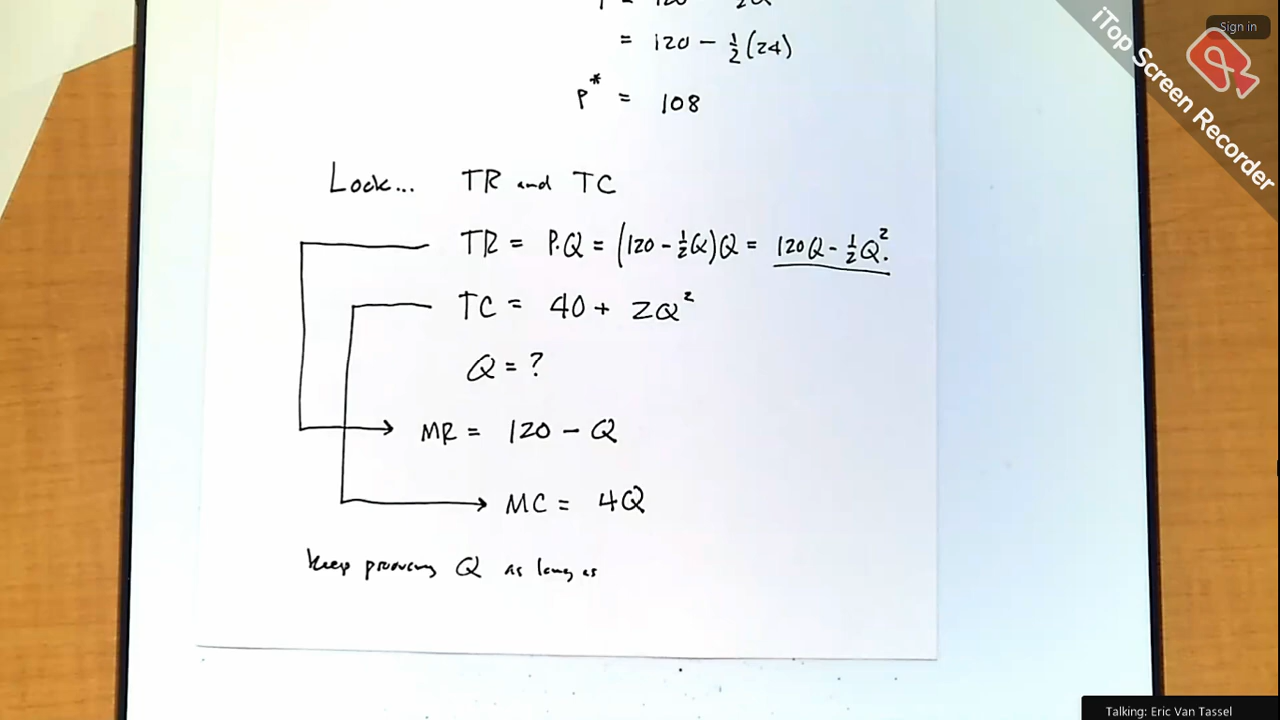 = 120 - ½(24)
P* = 108
Look... TR and TC
TR = P.Q = (120 - ½Q)Q = 120Q - ½Q².
TC = 40 + 2Q²
Q = ?
MR = 120 - Q
MC = 4Q
keep producing Q as long as
iTop Screen Recorder
Sign in
Talking: Eric Van Tassel